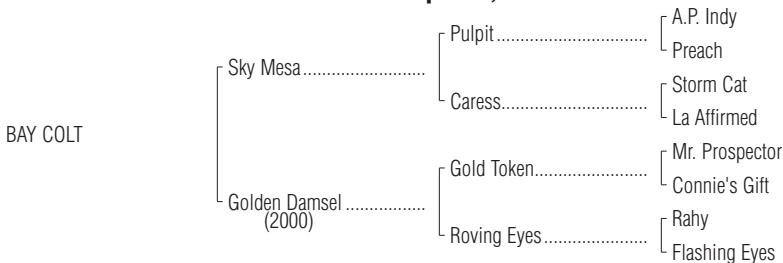 A.P. Indy
Pulpit
Preach
Sky Mesa
Storm Cat
Caress
La Affirmed
BAY COLT
Mr. Prospector
Gold Token
Connie's Gift
Golden Damsel
(2000)
Rahy
Roving Eyes
Flashing Eyes